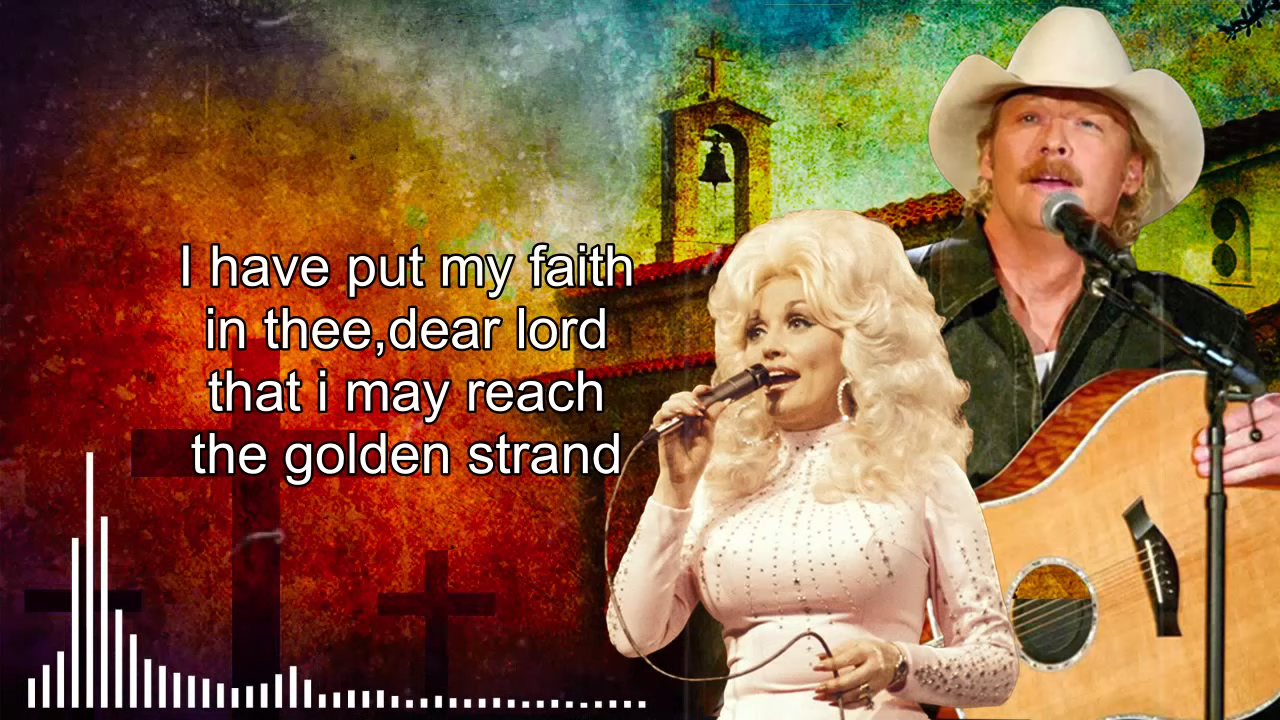 I have put my faith
in thee,dear lord
that i may reach
the golden strand